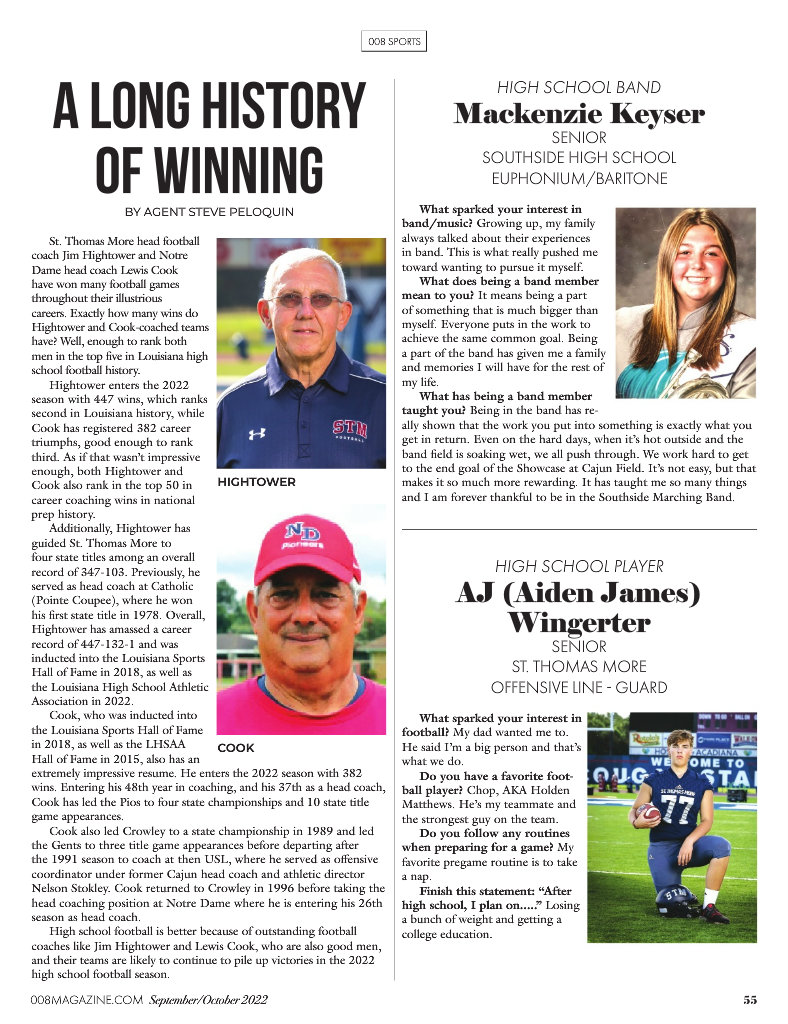 008 SPORTS
A LONG HISTORY
OF WINNING
BY AGENT STEVE PELOQUIN
St. Thomas More head football
coach Jim Hightower and Notre
Dame head coach Lewis Cook
have won many football games
throughout their illustrious
careers. Exactly how many wins do
Hightower and Cook-coached teams
have? Well, enough to rank both
men in the top five in Louisiana high
school football history.
Hightower enters the 2022
season with 447 wins, which ranks
second in Louisiana history, while
Cook has registered 382 career
triumphs, good enough to rank
third. As if that wasn't impressive
enough, both Hightower and
Cook also rank in the top 50 in
career coaching wins in national
prep history.
Additionally, Hightower has
guided St. Thomas More to
four state titles among an overall
record of 347-103. Previously, he
served as head coach at Catholic
(Pointe Coupee), where he won
his first state title in 1978. Overall,
Hightower has amassed a career
record of 447-132-1 and was
inducted into the Louisiana Sports
Hall of Fame in 2018, as well as
the Louisiana High School Athletic
Association in 2022.
Cook, who was inducted into
the Louisiana Sports Hall of Fame
in 2018, as well as the LHSAA
Hall of Fame in 2015, also has an
extremely impressive resume. He enters the 2022 season with 382
wins. Entering his 48th year in coaching, and his 37th as a head coach,
Cook has led the Pios to four state championships and 10 state title
game appearances.
Cook also led Crowley to a state championship in 1989 and led
the Gents to three title game appearances before departing after
the 1991 season to coach at then USL, where he served as offensive
coordinator under former Cajun head coach and athletic director
Nelson Stokley. Cook returned to Crowley in 1996 before taking the
head coaching position at Notre Dame where he is entering his 26th
season as head coach.
High school football is better because of outstanding football
coaches like Jim Hightower and Lewis Cook, who are also good men,
and their teams are likely to continue to pile up victories in the 2022
high school football season.
STM
FOOTBALL
HIGHTOWER
ND
Pioneers
COOK
HIGH SCHOOL BAND
Mackenzie Keyser
SENIOR
SOUTHSIDE HIGH SCHOOL
EUPHONIUM/BARITONE
What sparked your interest in
band/music? Growing up, my family
always talked about their experiences
in band. This is what really pushed me
toward wanting to pursue it myself.
What does being a band member
mean to you? It means being a part
of something that is much bigger than
myself. Everyone puts in the work to
achieve the same common goal. Being
a part of the band has given me a family
and memories I will have for the rest of
my life.
What has being a band member
taught you? Being in the band has re-
ally shown that the work you put into something is exactly what you
get in return. Even on the hard days, when it's hot outside and the
band field is soaking wet, we all push through. We work hard to get
to the end goal of the Showcase at Cajun Field. It's not easy, but that
makes it so much more rewarding. It has taught me so many things
and I am forever thankful to be in the Southside Marching Band.
HIGH SCHOOL PLAYER
AJ (Aiden James)
Wingerter
SENIOR
ST. THOMAS MORE
OFFENSIVE LINE - GUARD
What sparked your interest in
football? My dad wanted me to.
He said I'm a big person and that's
what we do.
Do you have a favorite foot-
ball player? Chop, AKA Holden
Matthews. He's my teammate and
the strongest guy on the team.
Do you follow any routines
when preparing for a game? My
favorite pregame routine is to take
a nap.
Finish this statement: “After
high school, I plan on…..” Losing
a bunch of weight and getting a
college education.
DOWN TO GO BALL ON
ACADIANA
WELCOME TO
ST. THOMAS MORE
77
STM
008MAGAZINE.COM September/October 2022
55